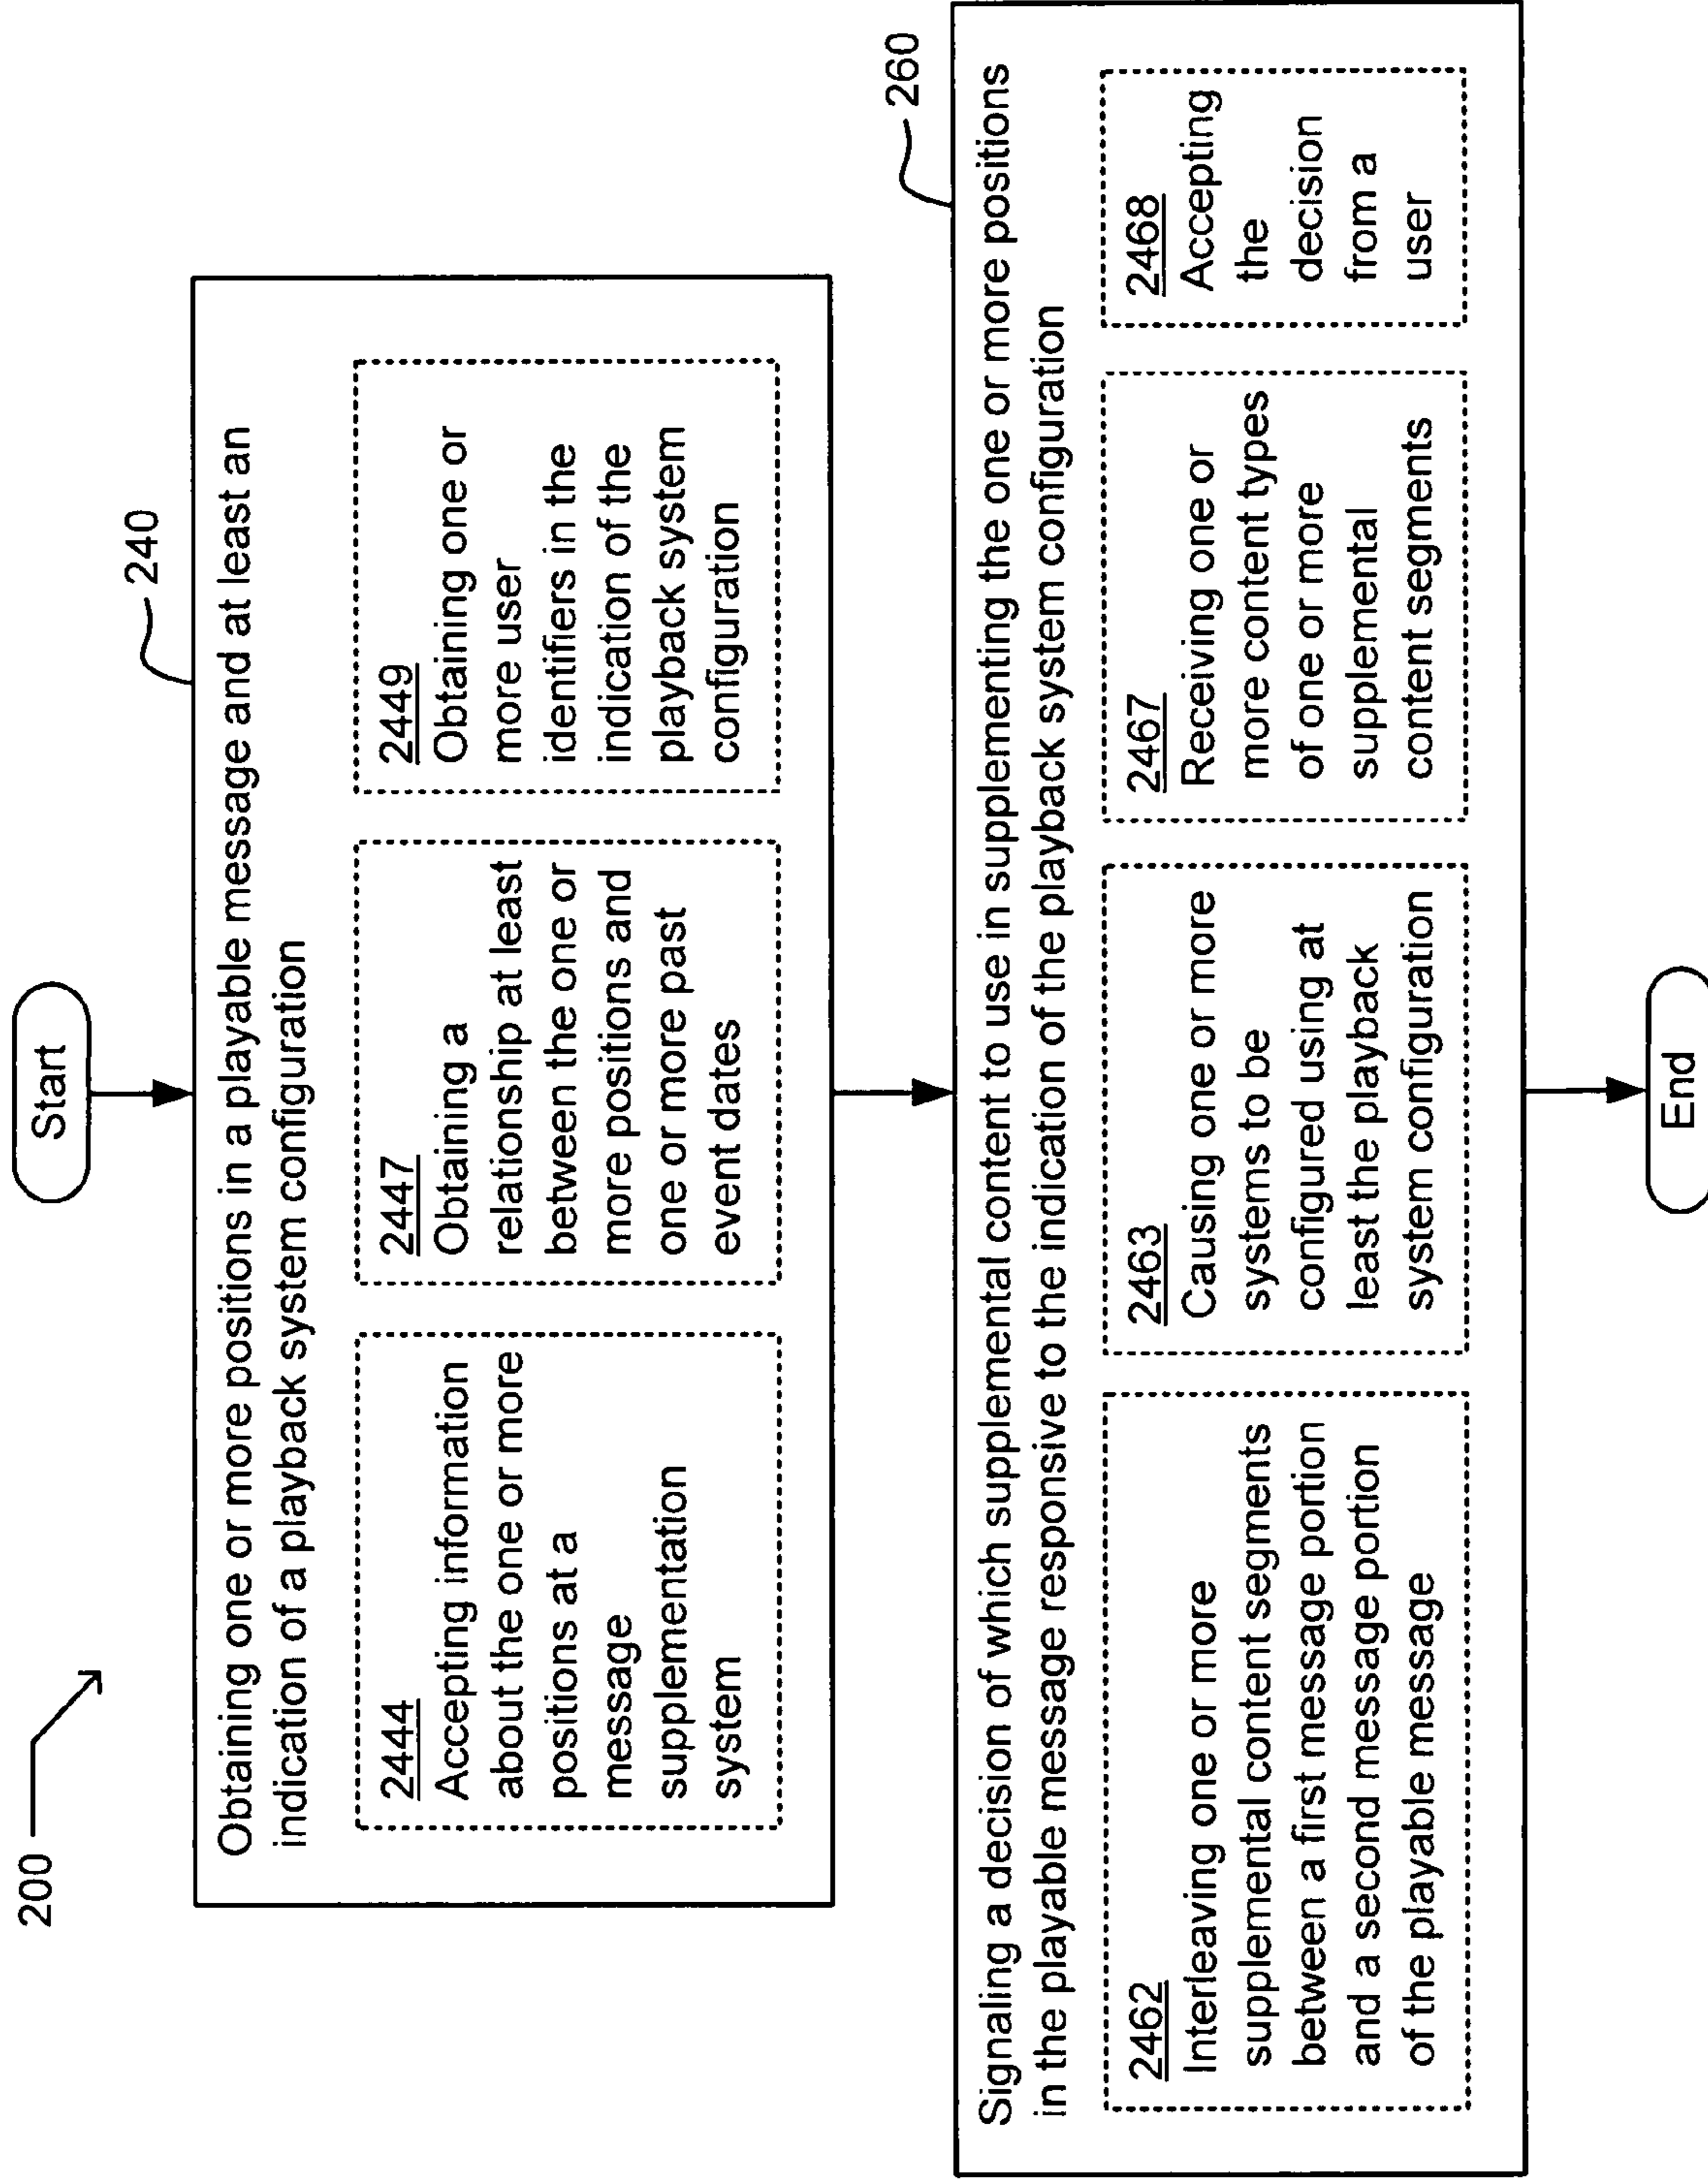 200
Start
240
Obtaining one or more positions in a playable message and at least an
indication of a playback system configuration
2444
Accepting information
about the one or more
positions at a
message
supplementation
system
2447
Obtaining a
relationship at least
between the one or
more positions and
one or more past
event dates
2449
Obtaining one or
more user
identifiers in the
indication of the
playback system
configuration
260
Signaling a decision of which supplemental content to use in supplementing the one or more positions
in the playable message responsive to the indication of the playback system configuration
2462
Interleaving one or more
supplemental content segments
between a first message portion
and a second message portion
of the playable message
2463
Causing one or more
systems to be
configured using at
least the playback
system configuration
2467
Receiving one or
more content types
of one or more
supplemental
content segments
2468
Accepting
the
decision
from a
user
End